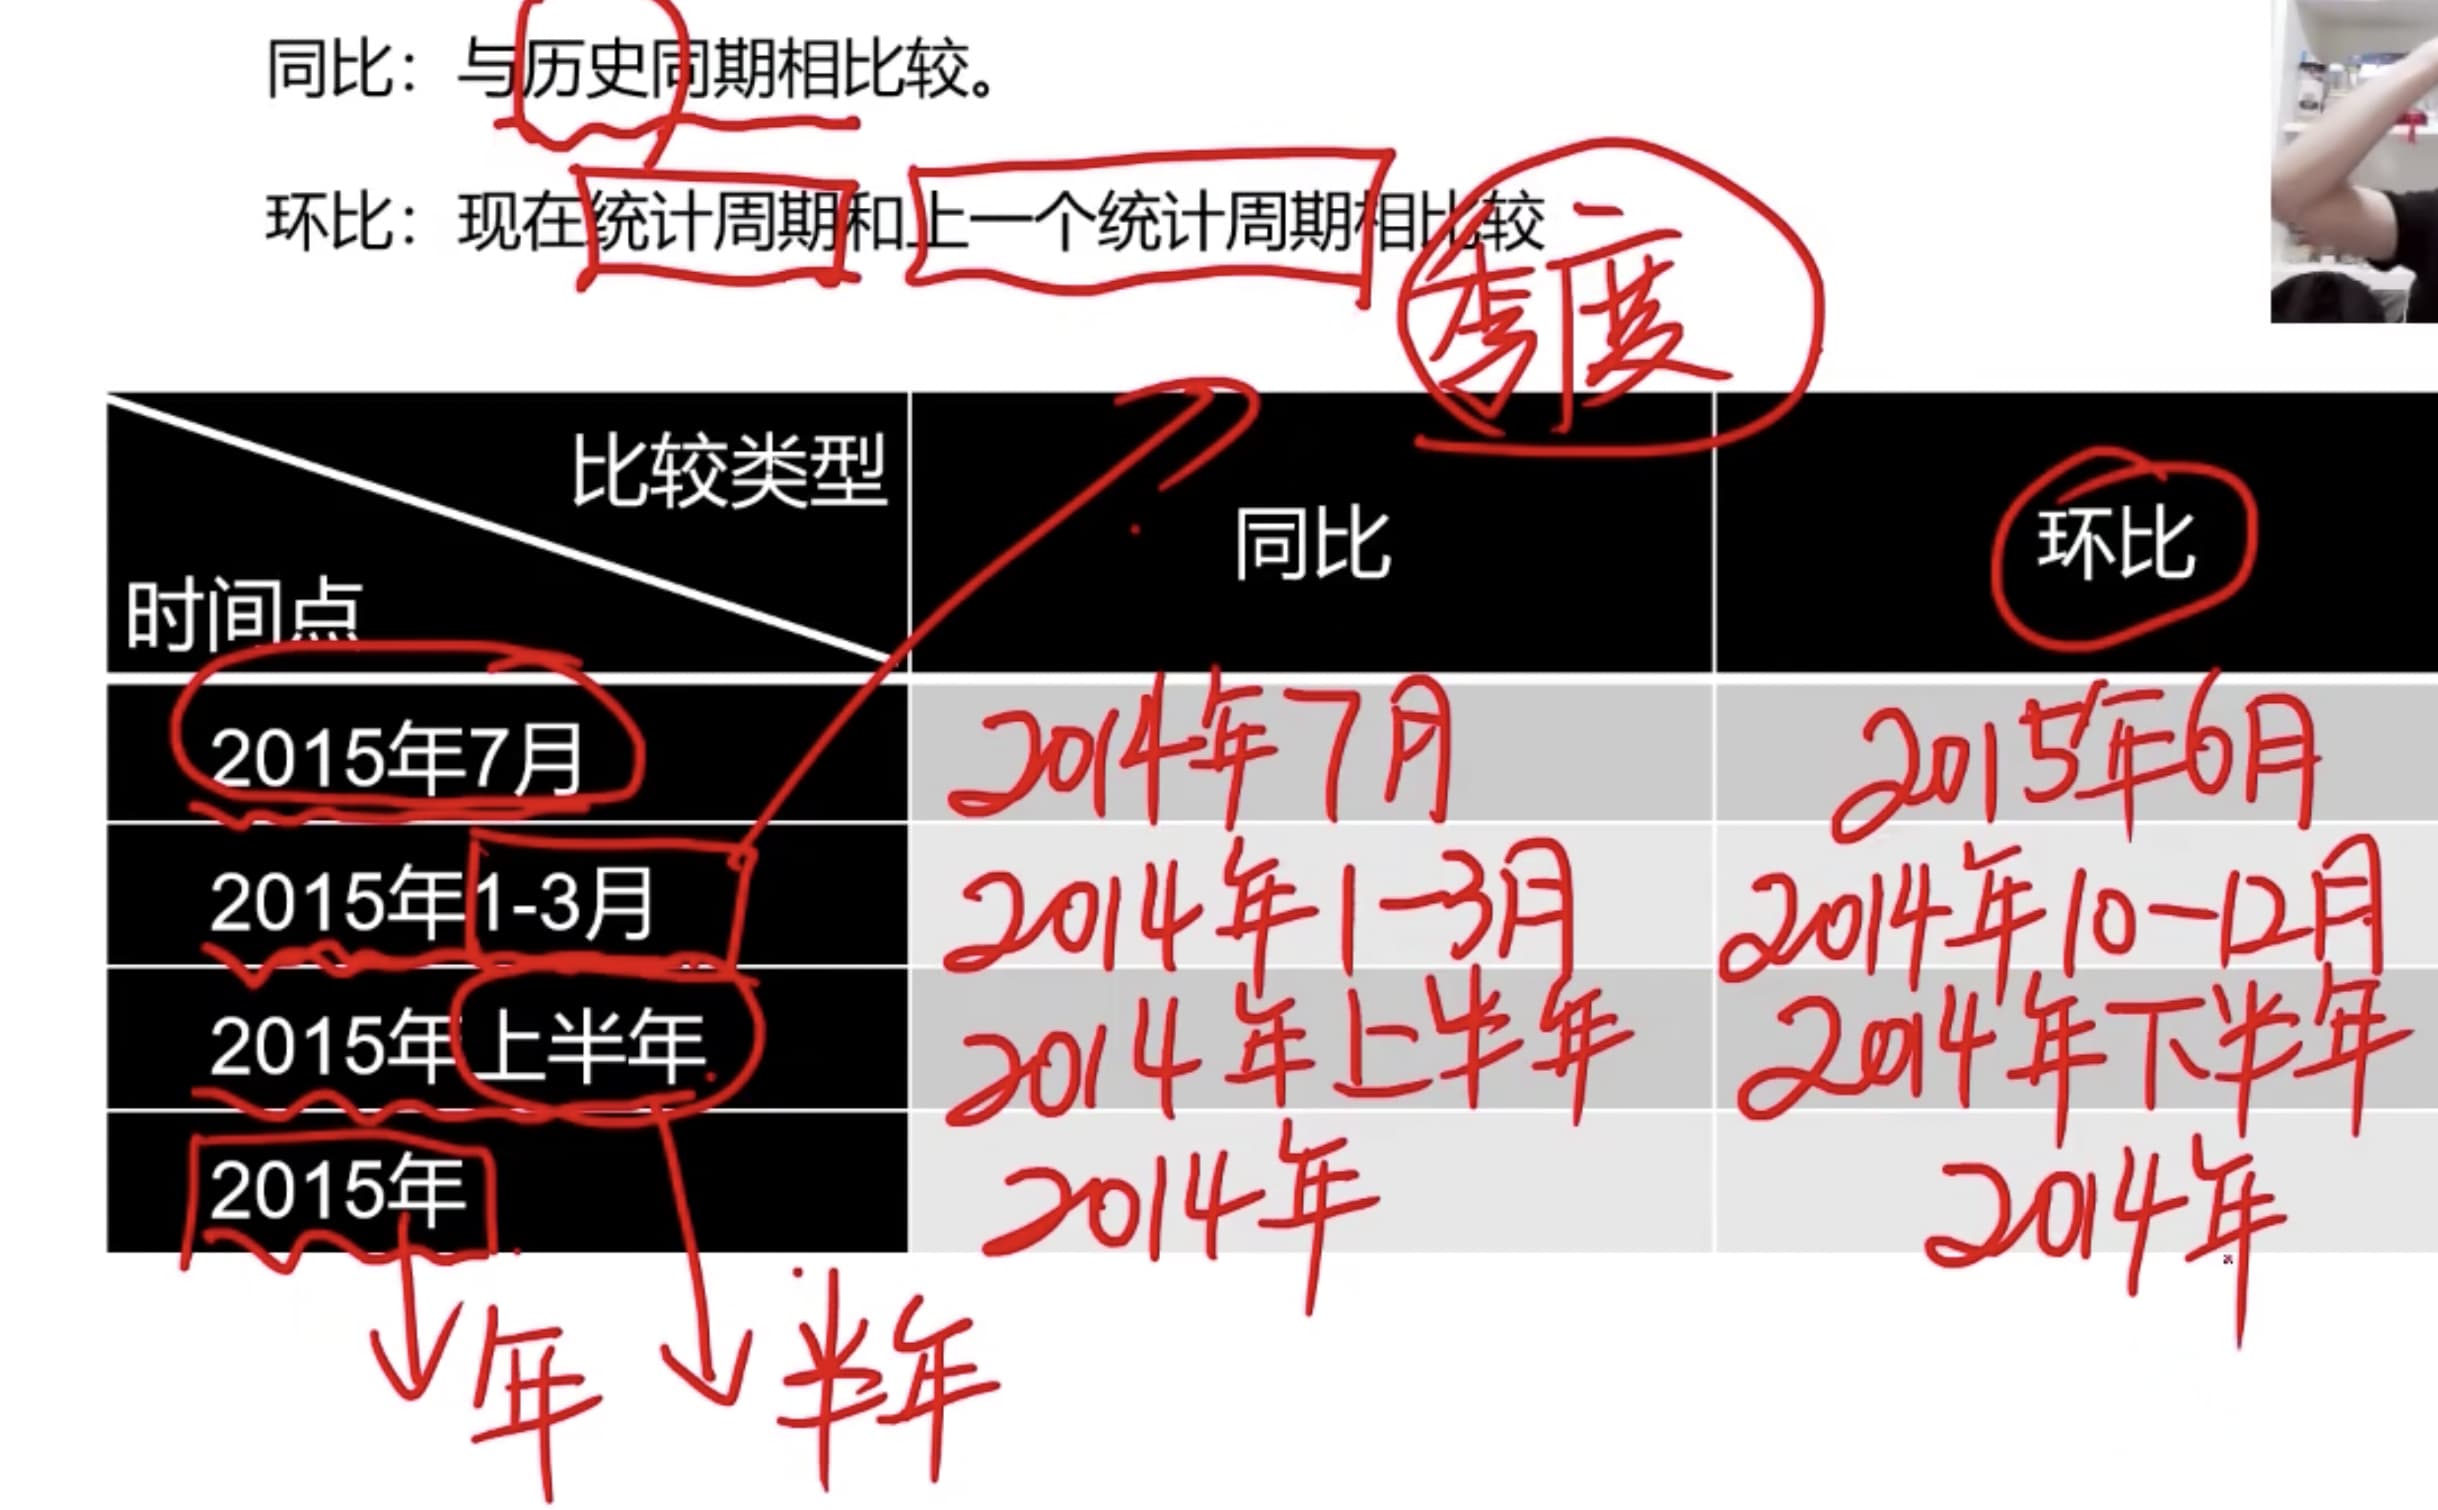 同比：与历史同期相比较。
环比：现在统计周期和上一个统计周期相比较
季度
比较类型
时间点
同比
环比
2015年7月
2014年7月
2015年6月
2015年1-3月
2014年1-3月
2014年10-12月
2015年上半年
2014年上半年
2014年下半年
2015年
2014年
2014年
年
半年